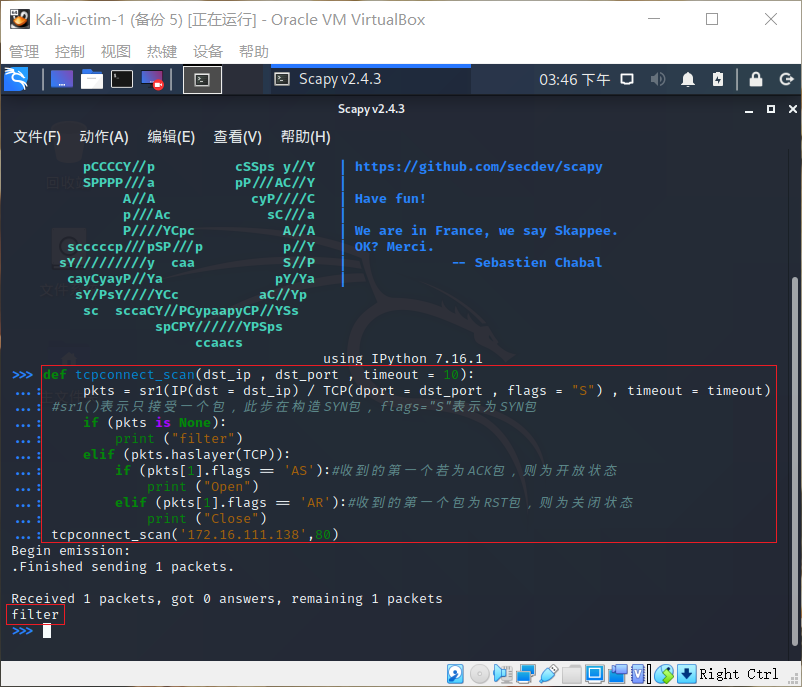 Kali-victim-1 (备份 5) [正在运行] - Oracle VM VirtualBox
管理 控制 视图 热键 设备 帮助
Scapy v2.4.3 03:46 下午
Scapy v2.4.3
文件(F) 动作(A) 编辑(E) 查看(V) 帮助(H)
pCCCCY//p cSSps y//Y | https://github.com/secdev/scapy
SPPPP///a pP///AC//Y |
A//A cyP////C | Have fun!
p///Ac sC///a |
P////YCpc A//A | We are in France, we say Skappee.
scccccp///pSP///p p//Y | OK? Merci.
sY/////////y caa S//P | -- Sebastien Chabal
cayCyayP//Ya pY/Ya |
sY/PsY////YCc aC//Yp
sc sccaCY//PCypaapyCP//YSs
spCPY//////YPSps
ccaacs
using IPython 7.16.1
>>> def tcpconnect_scan(dst_ip , dst_port , timeout = 10):
...: pkts = sr1(IP(dst = dst_ip) / TCP(dport = dst_port , flags = "S") , timeout = timeout)
...: #sr1()表示只接受一个包，此步在构造SYN包，flags="S"表示为SYN包
...: if (pkts is None):
...: print ("filter")
...: elif (pkts.haslayer(TCP)):
...: if (pkts[1].flags == 'AS'):#收到的第一个若为ACK包，则为开放状态
...: print ("Open")
...: elif (pkts[1].flags == 'AR'):#收到的第一个包为RST包，则为关闭状态
...: print ("Close")
...: tcpconnect_scan('172.16.111.138',80)
Begin emission:
.Finished sending 1 packets.
Received 1 packets, got 0 answers, remaining 1 packets
filter
>>>
Right Ctrl